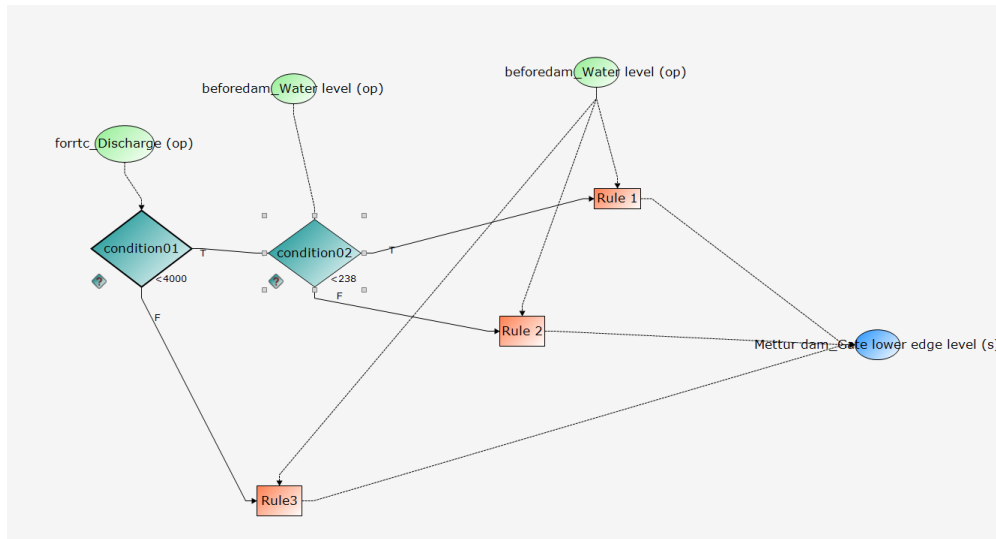 beforedam_Water level (op)
beforedam_Water level (op)
forrtc_Discharge (op)
Rule 1
condition01
T
condition02
T
<4000
?
<238
?
F
F
Rule 2
Mettur dam_Gate lower edge level (s)
Rule3